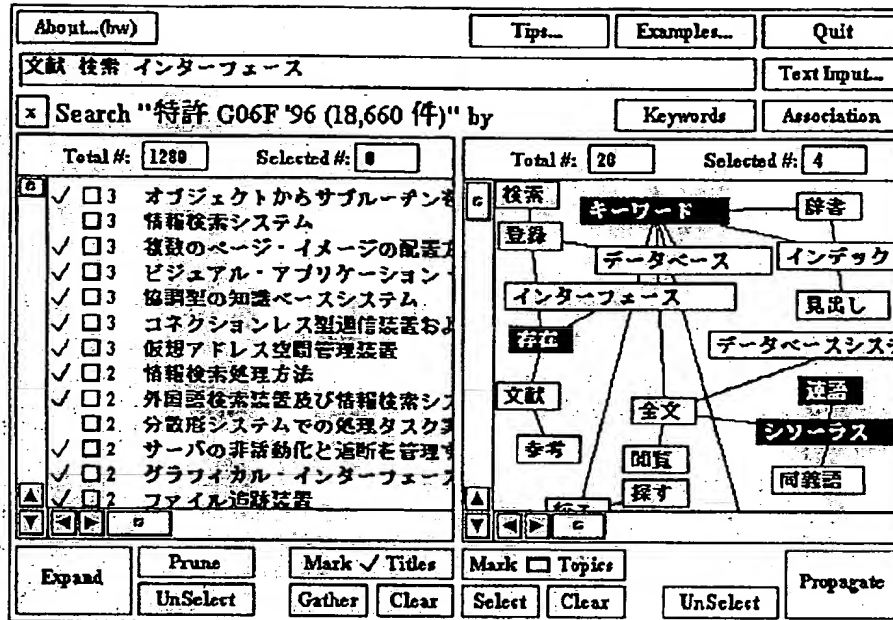 About...(bw) Tips... Examples... Quit
文献 検索 インターフェース Text Input...
x Search "特許 G06F '96 (18,660 件)" by Keywords Association
Total #: 1280 Selected #: 0
✓ 3 オブジェクトからサブルーチンを
3 情報検索システム
✓ 3 複数のページ・イメージの配置方
✓ 3 ビジュアル・アプリケーション・
✓ 3 協調型の知識ベースシステム
✓ 3 コネクションレス型通信装置およ
✓ 3 仮想アドレス空間管理装置
✓ 2 情報検索処理方法
✓ 2 外国語検索装置及び情報検索シス
2 分散形システムでの処理タスク実
✓ 2 サーバの非活動化と追断を管理す
✓ 2 グラフィカル・インターフェース
✓ 2 ファイル追跡装置
Total #: 20 Selected #: 4
検索
キーワード
辞書
登録
データベース
インデック
インターフェース
見出し
存在
データベースシステ
文献
連語
全文
シソーラス
参考
閲覧
同義語
探す
Expand Prune Mark ✓ Titles Mark Topics Propagate
UnSelect Gather Clear Select Clear UnSelect